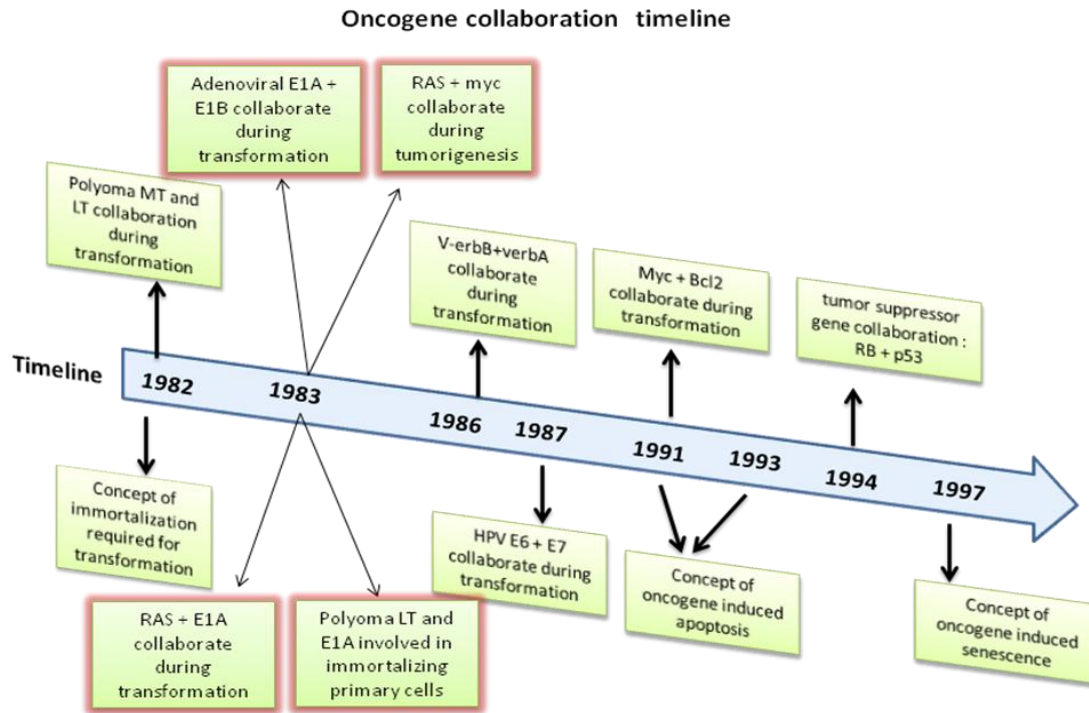 Oncogene collaboration timeline
Adenoviral E1A +
E1B collaborate
during
transformation
RAS + myc
collaborate
during
tumorigenesis
Polyoma MT and
LT collaboration
during
transformation
V-erbB+verbA
collaborate
during
transformation
Myc + Bcl2
collaborate during
transformation
tumor suppressor
gene collaboration :
RB + p53
Timeline
1982
1983
1986
1987
1991
1993
1994
1997
Concept of
immortalization
required for
transformation
RAS + E1A
collaborate
during
transformation
Polyoma LT and
E1A involved in
immortalizing
primary cells
HPV E6 + E7
collaborate during
transformation
Concept of
oncogene induced
apoptosis
Concept of
oncogene induced
senescence